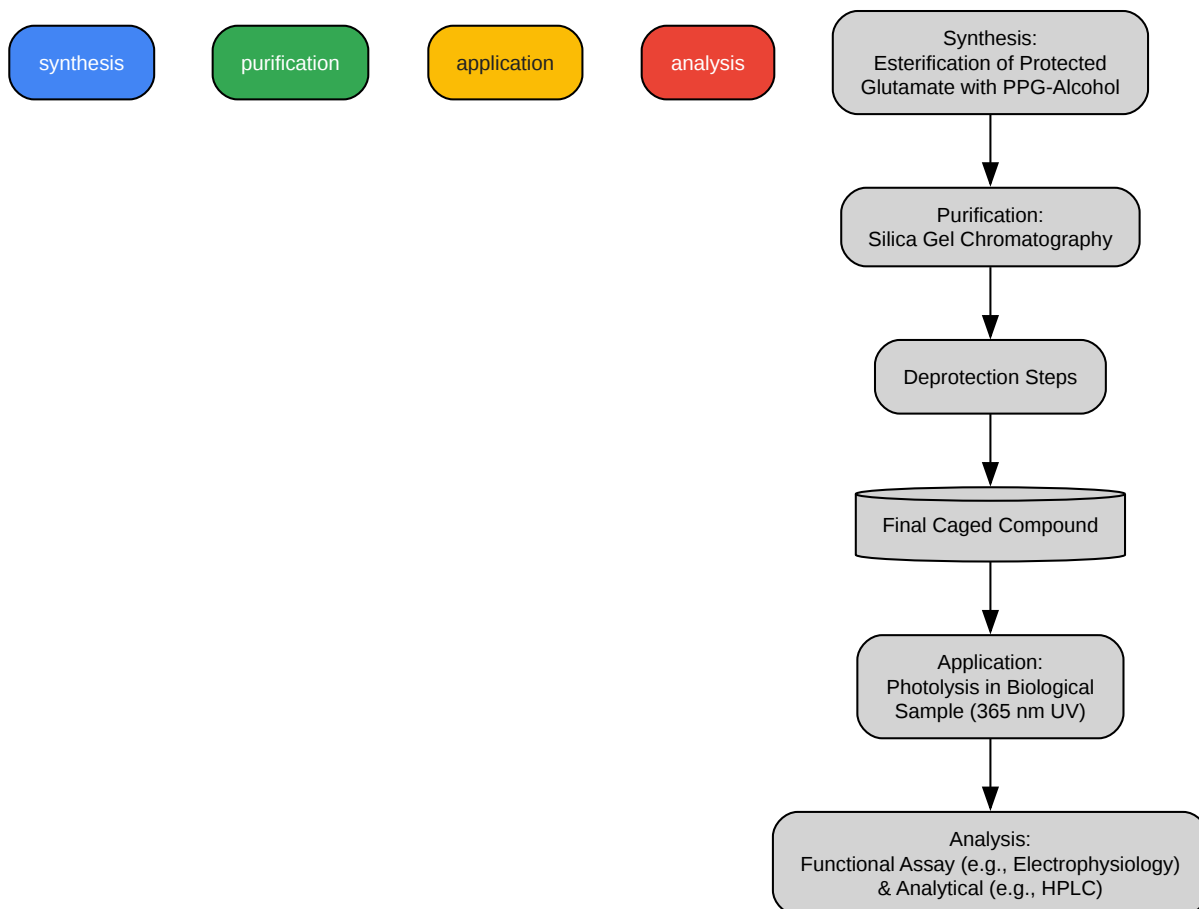 synthesis
purification
application
analysis
Synthesis:
Esterification of Protected
Glutamate with PPG-Alcohol
Purification:
Silica Gel Chromatography
Deprotection Steps
Final Caged Compound
Application:
Photolysis in Biological
Sample (365 nm UV)
Analysis:
Functional Assay (e.g., Electrophysiology)
& Analytical (e.g., HPLC)